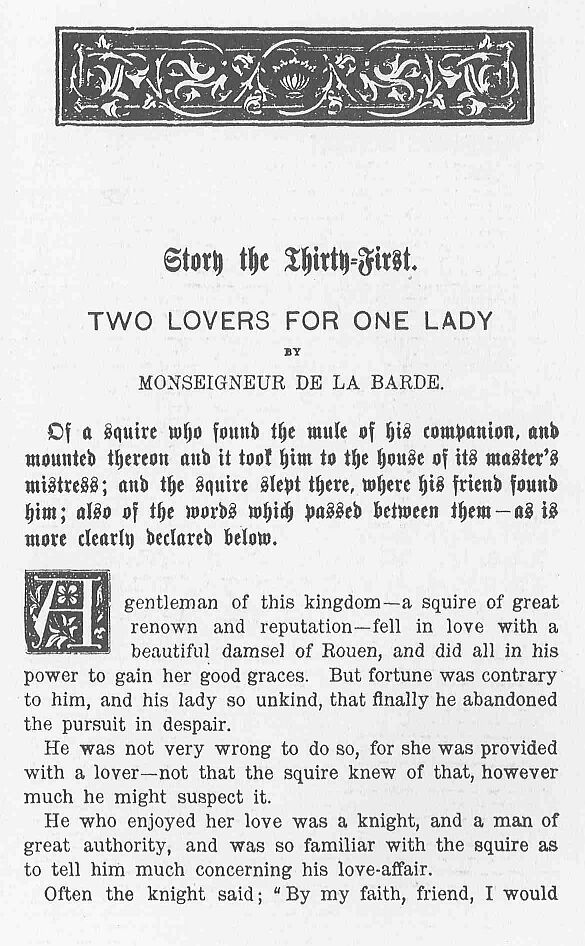 Story the Thirty-First.
TWO LOVERS FOR ONE LADY
BY
MONSEIGNEUR DE LA BARDE.
Of a squire who found the mule of his companion, and
mounted thereon and it took him to the house of its master's
mistress; and the squire slept there, where his friend found
him; also of the words which passed between them—as is
more clearly declared below.
A gentleman of this kingdom—a squire of great
renown and reputation—fell in love with a
beautiful damsel of Rouen, and did all in his
power to gain her good graces. But fortune was contrary
to him, and his lady so unkind, that finally he abandoned
the pursuit in despair.
He was not very wrong to do so, for she was provided
with a lover—not that the squire knew of that, however
much he might suspect it.
He who enjoyed her love was a knight, and a man of
great authority, and was so familiar with the squire as
to tell him much concerning his love-affair.
Often the knight said; "By my faith, friend, I would